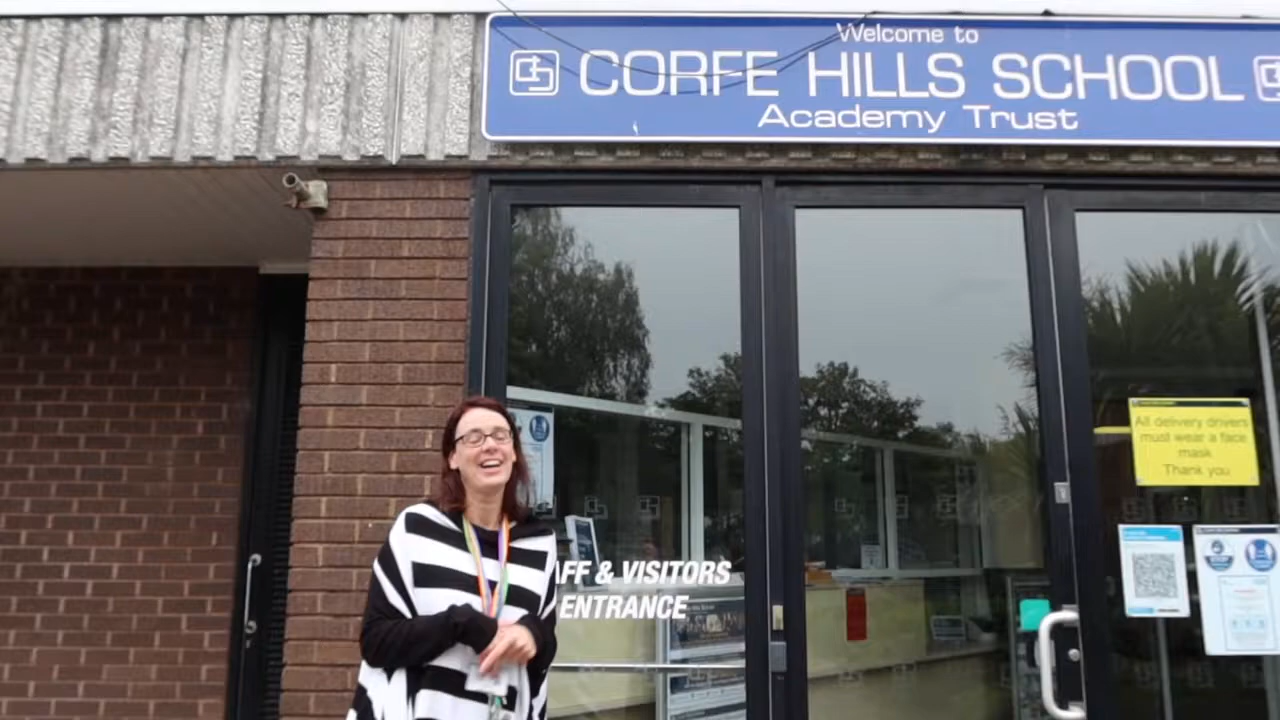 Welcome to
CORFE HILLS SCHOOL
Academy Trust
All delivery drivers
must wear a face
mask
Thank you
AFF & VISITORS
ENTRANCE